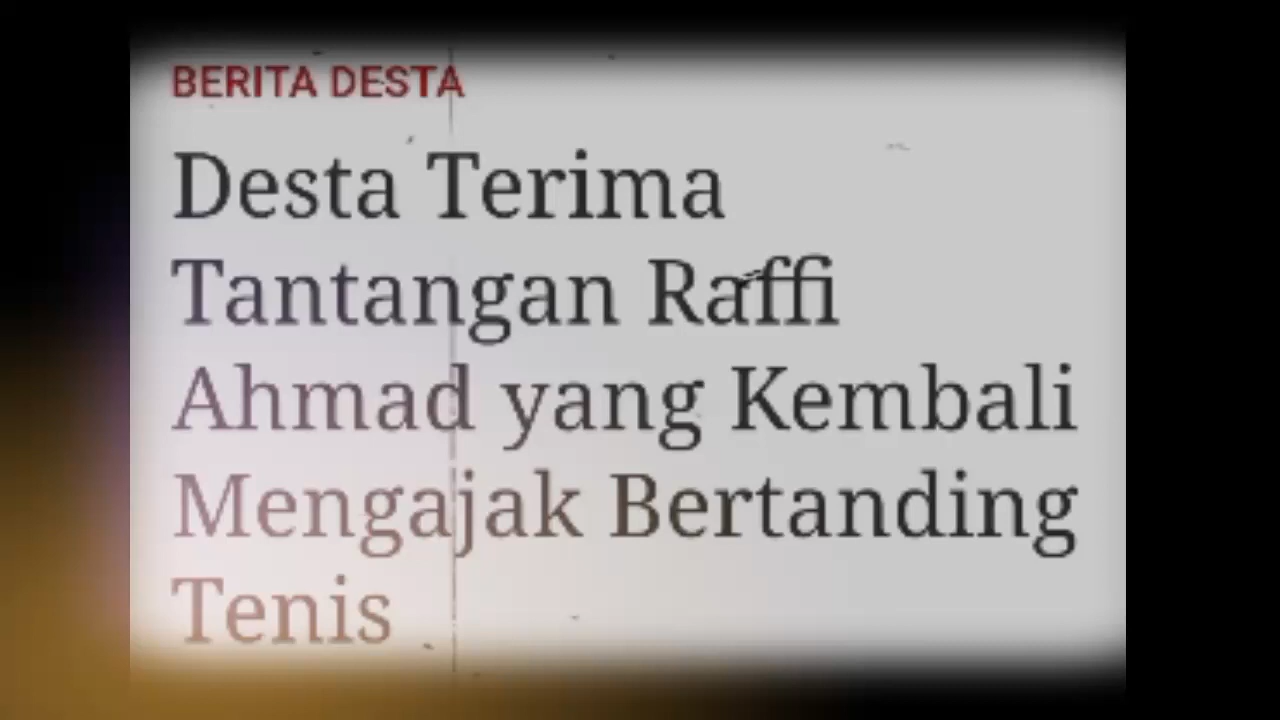 BERITA DESTA
Desta Terima
Tantangan Raffi
Ahmad yang Kembali
Mengajak Bertanding
Tenis